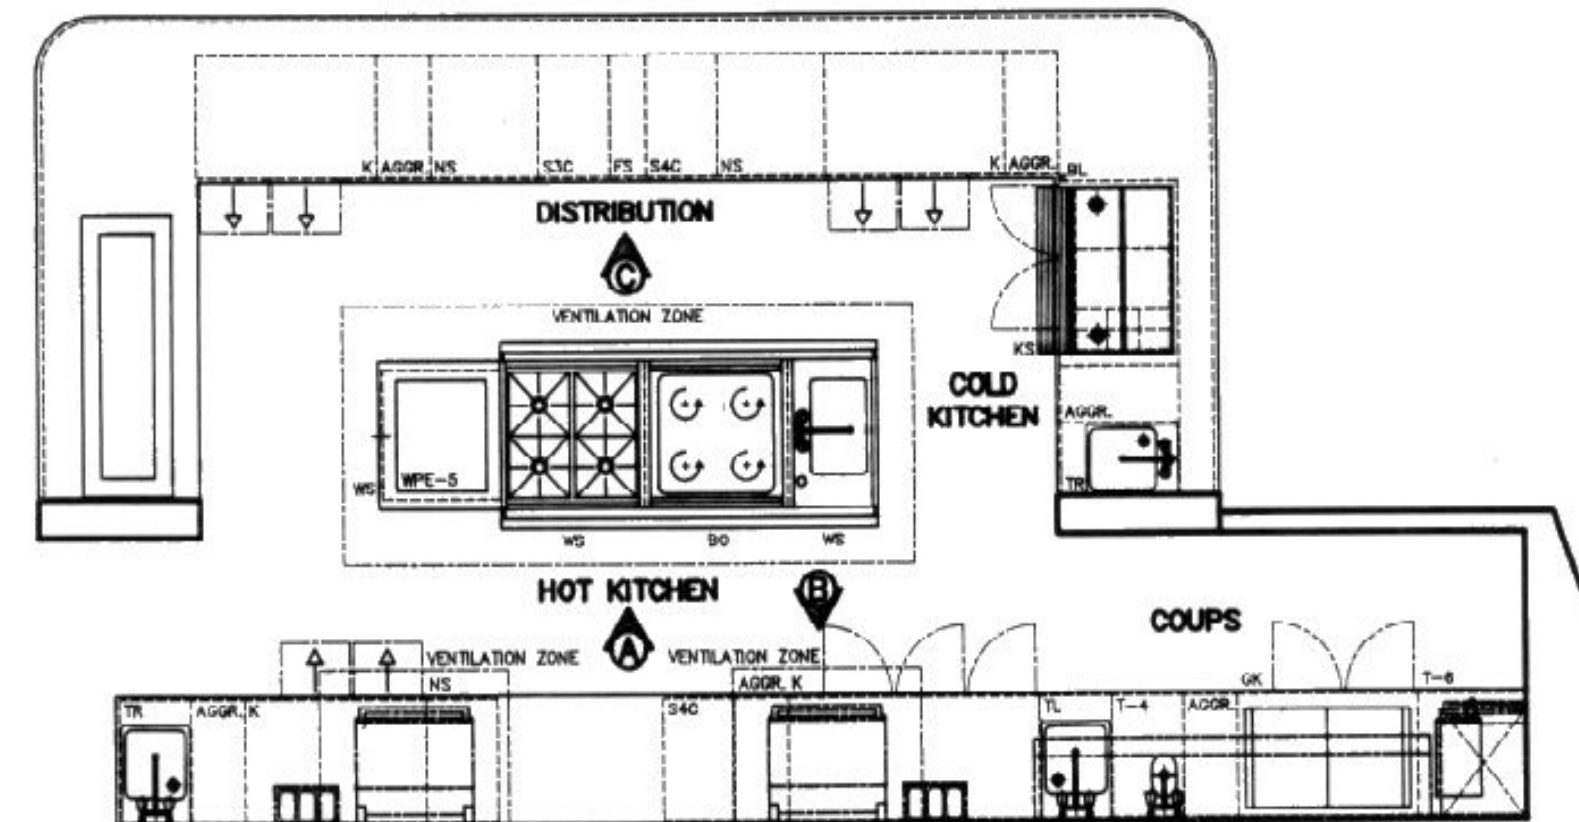 K AGGR. NS S3C FS S4C NS K AGGR.
BL
DISTRIBUTION
C
VENTILATION ZONE
KS
COLD
KITCHEN
AGGR.
WS WPE-5
TR
WS BO WS
HOT KITCHEN
B
COUPS
A
VENTILATION ZONE VENTILATION ZONE
NS AGGR. K GK T-6
TR AGGR. K S4C TL T-4 AGGR.